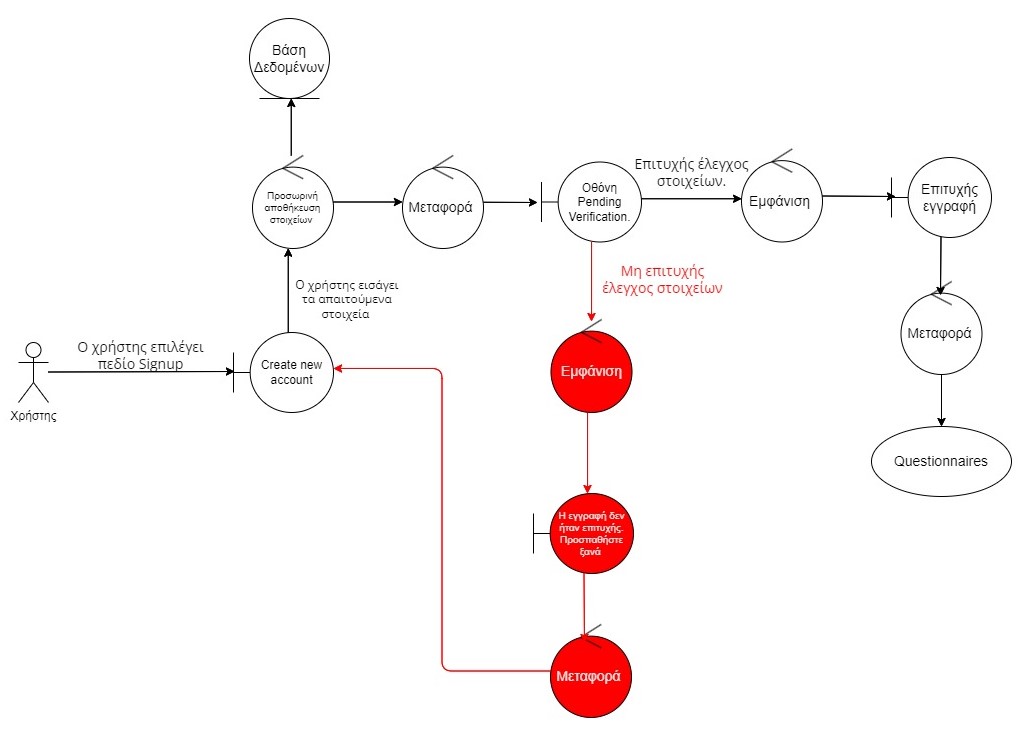 Βάση
Δεδομένων
Προσωρινή
αποθήκευση
στοιχείων
Μεταφορά
Οθόνη
Pending
Verification.
Επιτυχής έλεγχος
στοιχείων.
Εμφάνιση
Επιτυχής
εγγραφή
Ο χρήστης εισάγει
τα απαιτούμενα
στοιχεία
Μη επιτυχής
έλεγχος στοιχείων
Μεταφορά
Ο χρήστης επιλέγει
πεδίο Signup
Χρήστης
Create new
account
Εμφάνιση
Questionnaires
Η εγγραφή δεν
ήταν επιτυχής.
Προσπαθήστε
ξανά
Μεταφορά